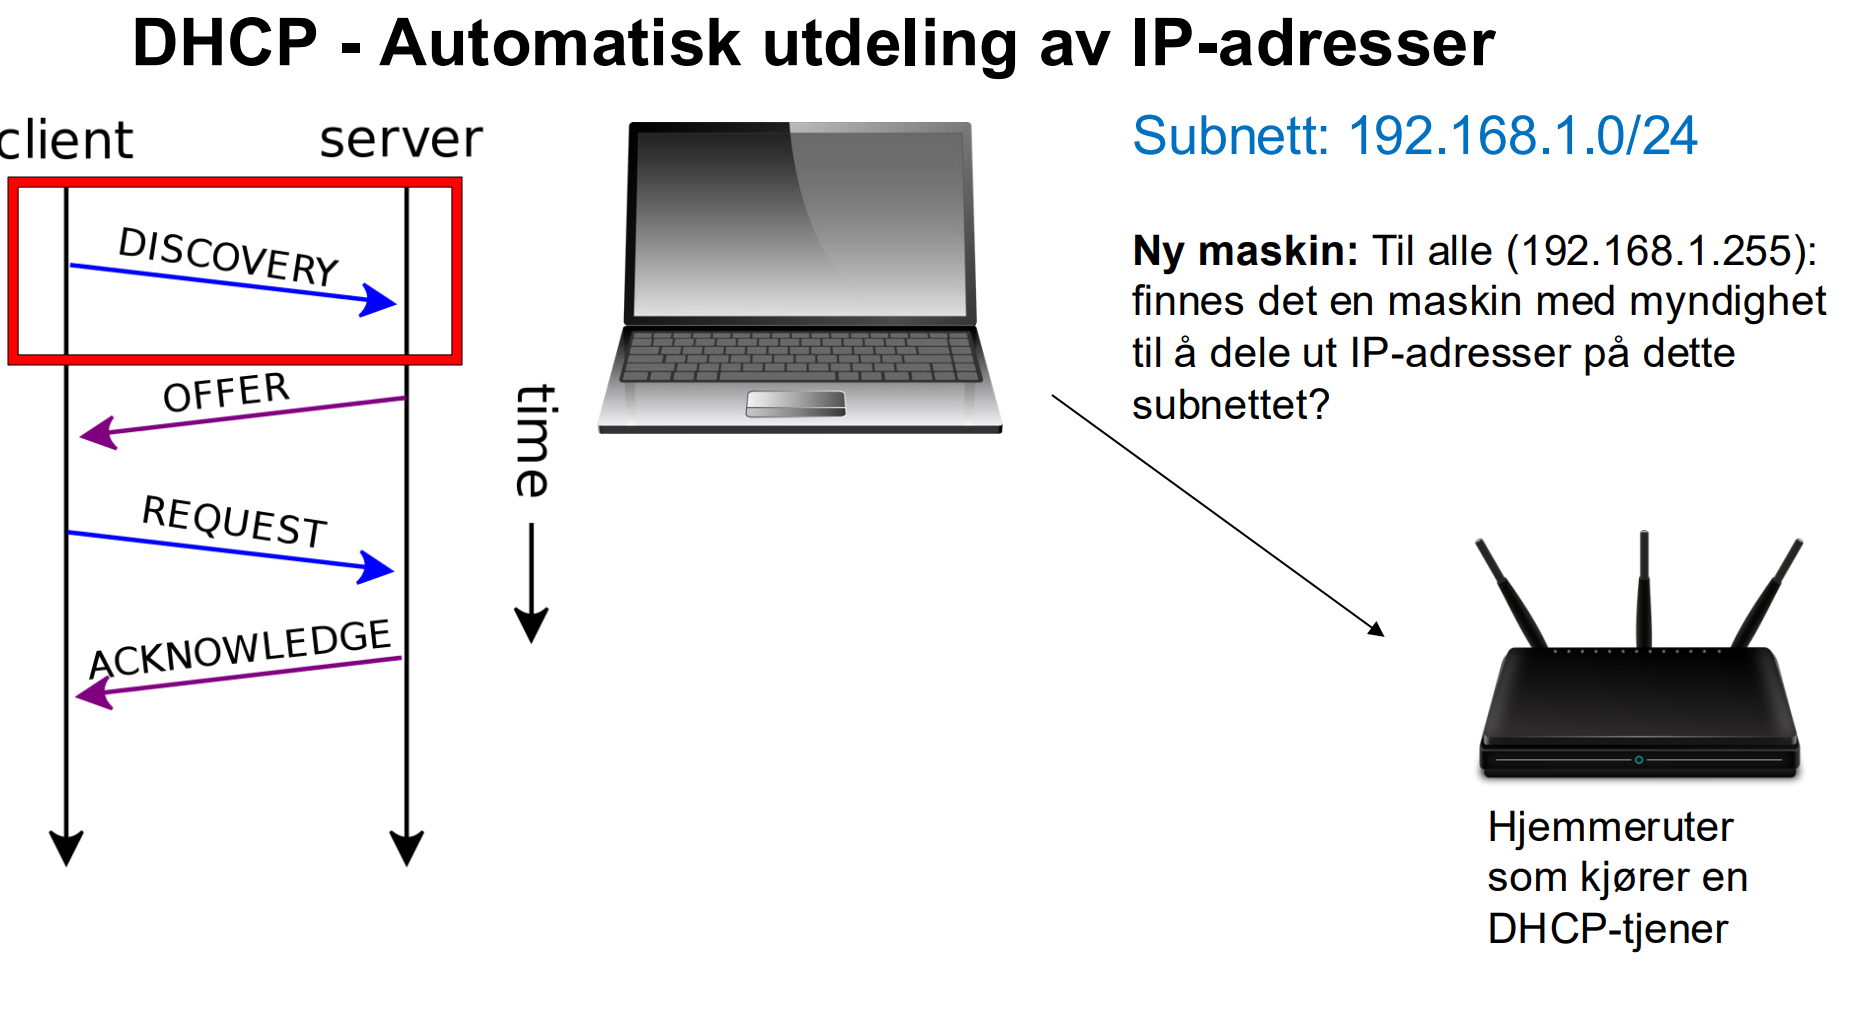 DHCP - Automatisk utdeling av IP-adresser
client
server
DISCOVERY
OFFER
REQUEST
ACKNOWLEDGE
time
Subnett: 192.168.1.0/24
Ny maskin: Til alle (192.168.1.255):
finnes det en maskin med myndighet
til å dele ut IP-adresser på dette
subnettet?
Hjemmeruter
som kjører en
DHCP-tjener